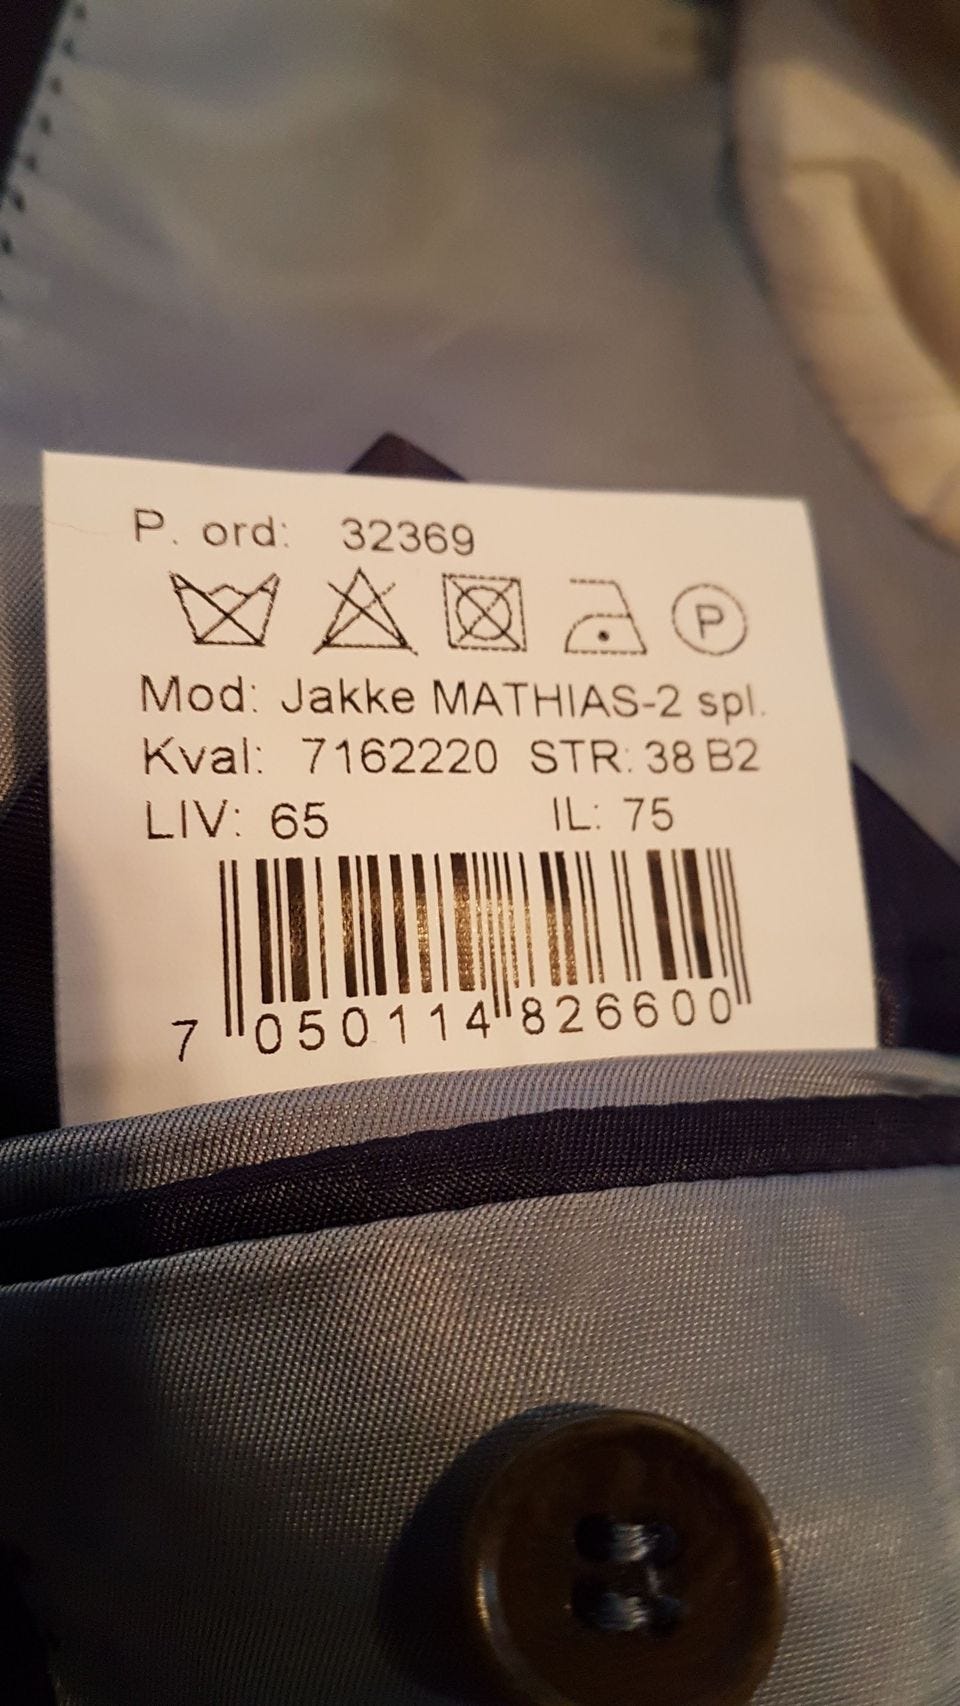 P. ord: 32369
P
Mod: Jakke MATHIAS-2 spl.
Kval: 7162220 STR: 38 B2
LIV: 65 IL: 75
7 050114 826600